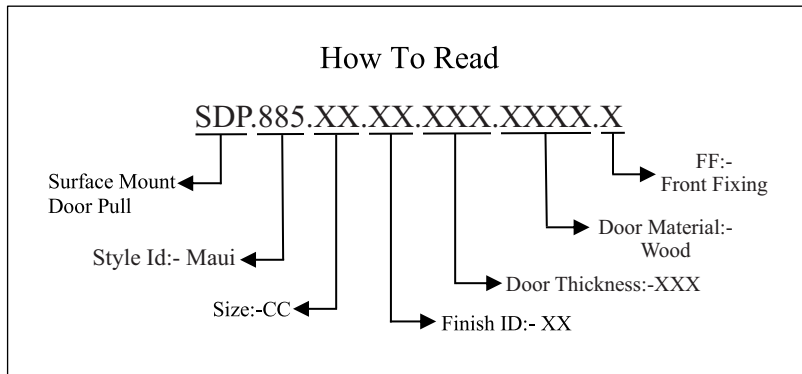 How To Read
SDP.885.XX.XX.XXX.XXXX.X
Surface Mount
Door Pull
Style Id:- Maui
Size:-CC
Finish ID:- XX
Door Thickness:-XXX
Door Material:-
Wood
FF:-
Front Fixing